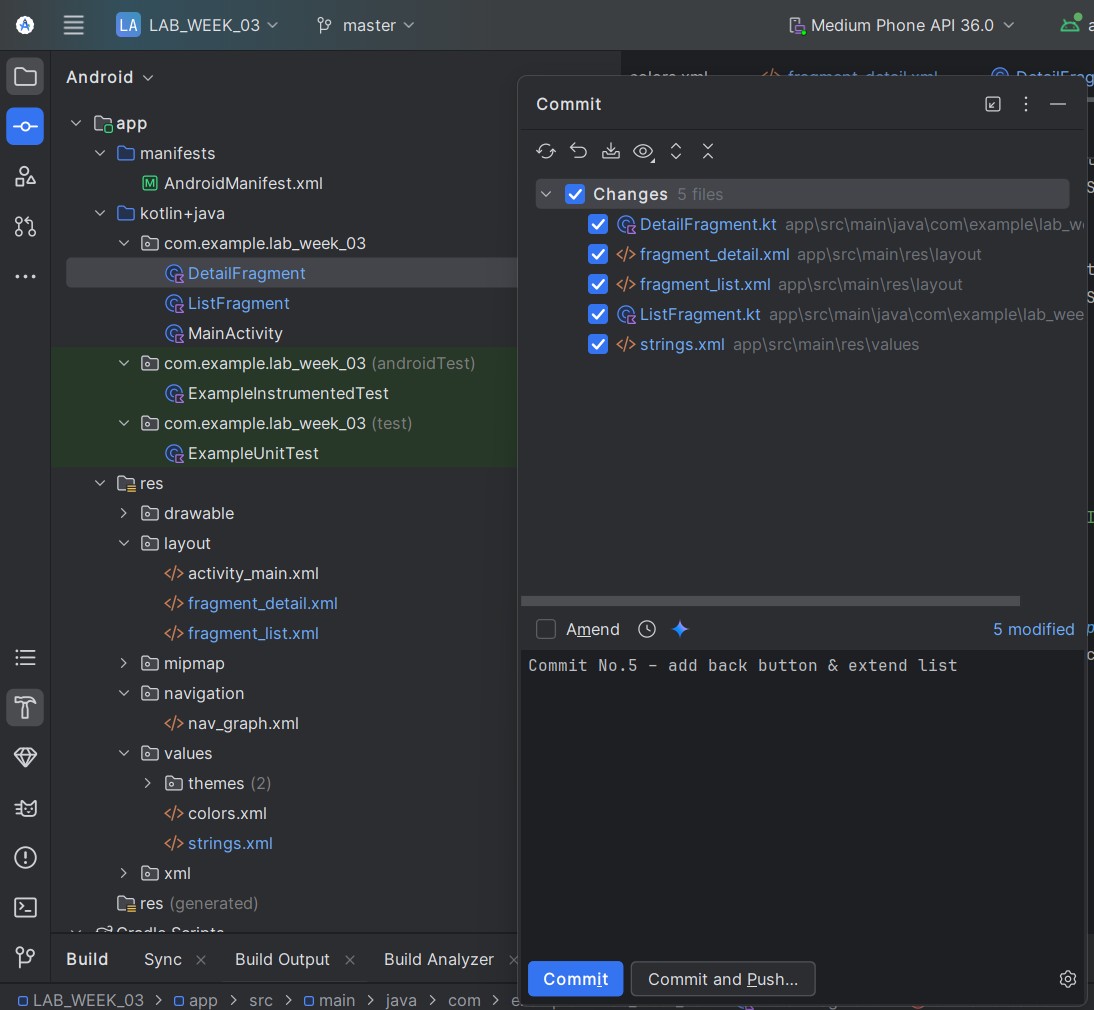 LA LAB_WEEK_03 master Medium Phone API 36.0
Android
colors.xml fragment_detail.xml
Commit
app
manifests
AndroidManifest.xml
kotlin+java
com.example.lab_week_03
DetailFragment
ListFragment
MainActivity
com.example.lab_week_03 (androidTest)
ExampleInstrumentedTest
com.example.lab_week_03 (test)
ExampleUnitTest
res
drawable
layout
activity_main.xml
fragment_detail.xml
fragment_list.xml
mipmap
navigation
nav_graph.xml
values
themes (2)
colors.xml
strings.xml
xml
res (generated)
Gradle Scripts
Changes 5 files
DetailFragment.kt app\src\main\java\com\example\lab_w
fragment_detail.xml app\src\main\res\layout
fragment_list.xml app\src\main\res\layout
ListFragment.kt app\src\main\java\com\example\lab_wee
strings.xml app\src\main\res\values
Amend 5 modified
Commit No.5 - add back button & extend list
Commit Commit and Push...
Build Sync Build Output Build Analyzer
LAB_WEEK_03 > app > src > main > java > com >